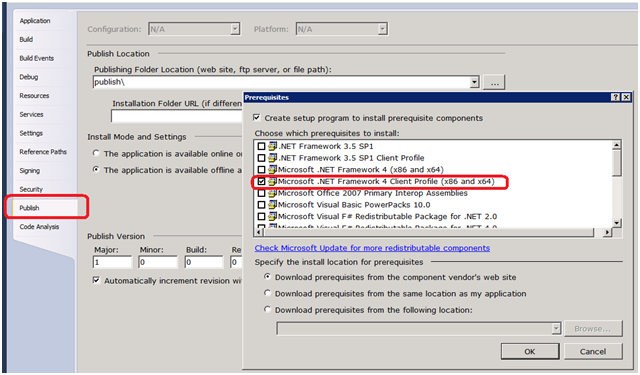 Application
Build
Build Events
Debug
Resources
Services
Settings
Reference Paths
Signing
Security
Publish
Code Analysis
Configuration: N/A Platform: N/A
Publish Location
Publishing Folder Location (web site, ftp server, or file path):
publish\ ...
Installation Folder URL (if different
Install Mode and Settings
The application is available online or
The application is available offline a
Publish Version
Major: Minor: Build: Re
1 0 0 0
Automatically increment revision wi
Prerequisites
Create setup program to install prerequisite components
Choose which prerequisites to install:
.NET Framework 3.5 SP1
.NET Framework 3.5 SP1 Client Profile
Microsoft .NET Framework 4 (x86 and x64)
Microsoft .NET Framework 4 Client Profile (x86 and x64)
Microsoft Office 2007 Primary Interop Assemblies
Microsoft Visual Basic PowerPacks 10.0
Microsoft Visual F# Redistributable Package for .NET 2.0
Microsoft Visual F# Redistributable Package for .NET 4.0
Check Microsoft Update for more redistributable components
Specify the install location for prerequisites
Download prerequisites from the component vendor's web site
Download prerequisites from the same location as my application
Download prerequisites from the following location:
Browse...
OK Cancel